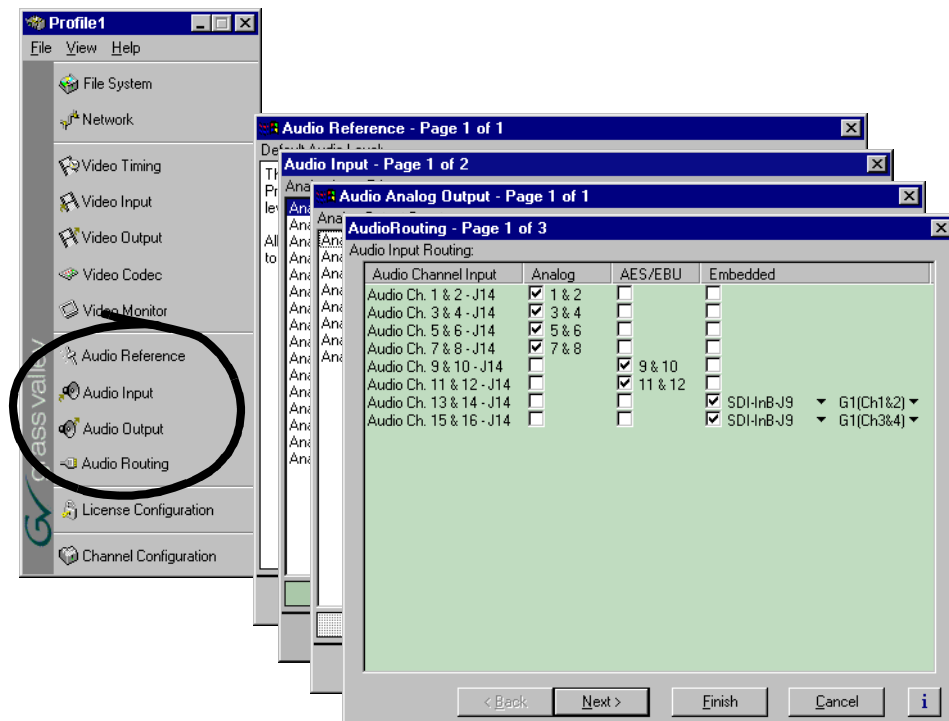 Profile1
File View Help
File System
Network
Video Timing
Video Input
Video Output
Video Codec
Video Monitor
Audio Reference
Audio Input
Audio Output
Audio Routing
License Configuration
Channel Configuration
grass valley
GV
Audio Reference - Page 1 of 1
Audio Input - Page 1 of 2
Audio Analog Output - Page 1 of 1
AudioRouting - Page 1 of 3
Audio Input Routing:
Audio Channel Input Analog AES/EBU Embedded
Audio Ch. 1 & 2 - J14 1 & 2
Audio Ch. 3 & 4 - J14 3 & 4
Audio Ch. 5 & 6 - J14 5 & 6
Audio Ch. 7 & 8 - J14 7 & 8
Audio Ch. 9 & 10 - J14 9 & 10
Audio Ch. 11 & 12 - J14 11 & 12
Audio Ch. 13 & 14 - J14 SDI-InB-J9 G1(Ch1&2)
Audio Ch. 15 & 16 - J14 SDI-InB-J9 G1(Ch3&4)
< Back Next > Finish Cancel i